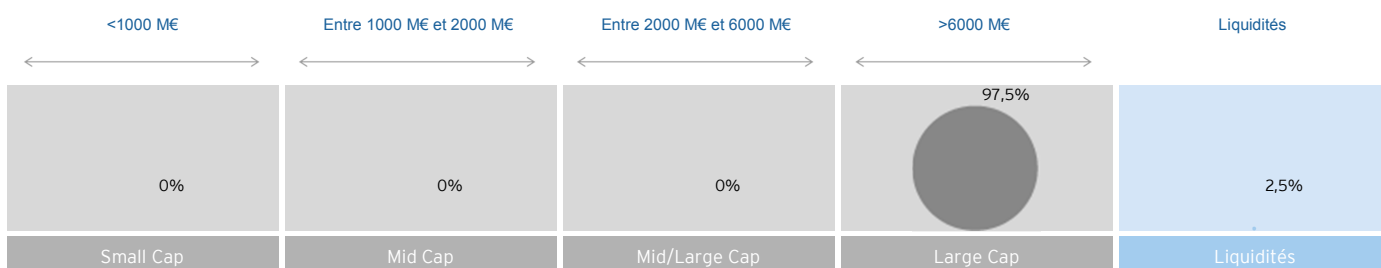 <1000 M€
Entre 1000 M€ et 2000 M€
Entre 2000 M€ et 6000 M€
>6000 M€
Liquidités
97,5%
0%
0%
0%
2,5%
Small Cap
Mid Cap
Mid/Large Cap
Large Cap
Liquidités